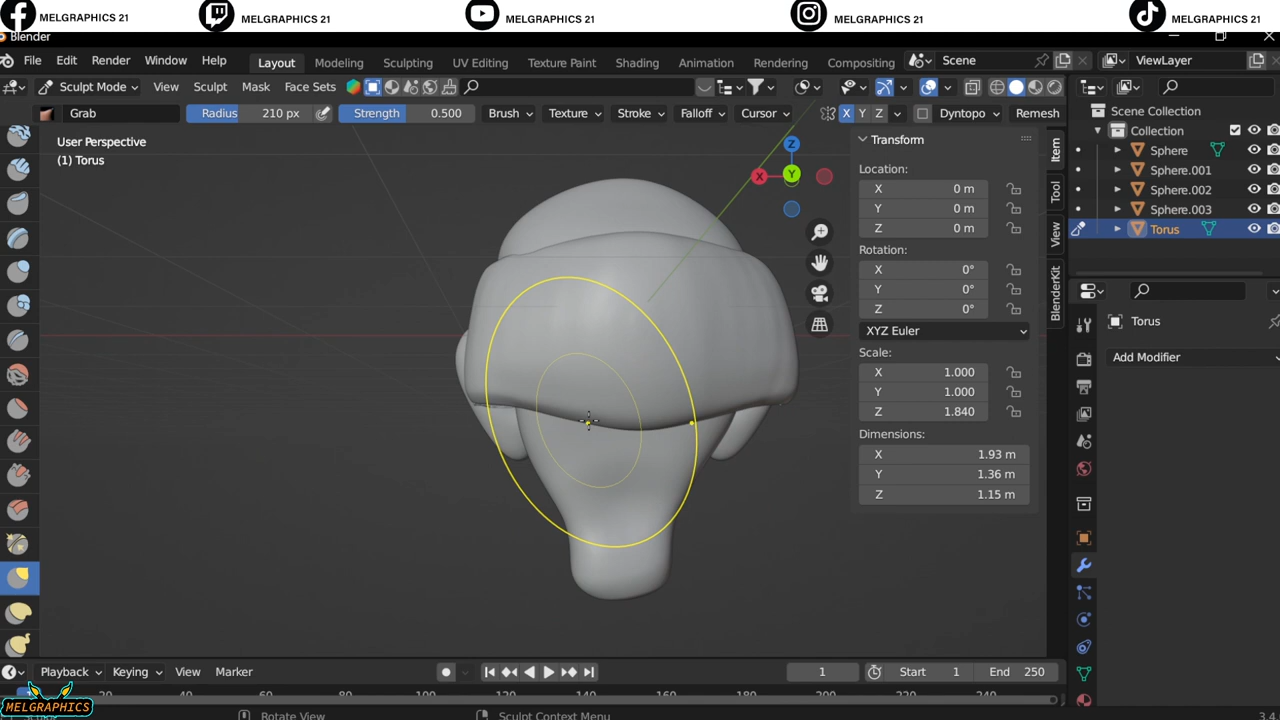 MELGRAPHICS 21
MELGRAPHICS 21
MELGRAPHICS 21
MELGRAPHICS 21
MELGRAPHICS 21
Blender
File Edit Render Window Help
Layout Modeling Sculpting UV Editing Texture Paint Shading Animation Rendering Compositing
Scene
ViewLayer
Sculpt Mode View Sculpt Mask Face Sets
Grab
Radius 210 px
Strength 0.500
Brush Texture Stroke Falloff Cursor
X Y Z
Dyntopo
Remesh
User Perspective
(1) Torus
Z
X
Y
Transform
Location:
X 0 m
Y 0 m
Z 0 m
Rotation:
X 0°
Y 0°
Z 0°
XYZ Euler
Scale:
X 1.000
Y 1.000
Z 1.840
Dimensions:
X 1.93 m
Y 1.36 m
Z 1.15 m
Item
Tool
View
BlenderKit
Scene Collection
Collection
Sphere
Sphere.001
Sphere.002
Sphere.003
Torus
Torus
Add Modifier
Playback Keying View Marker
1
Start 1
End 250
20 40 60 80 100 120 140 160 180 200 220 240
MELGRAPHICS
Rotate View
Sculpt Context Menu
3.4